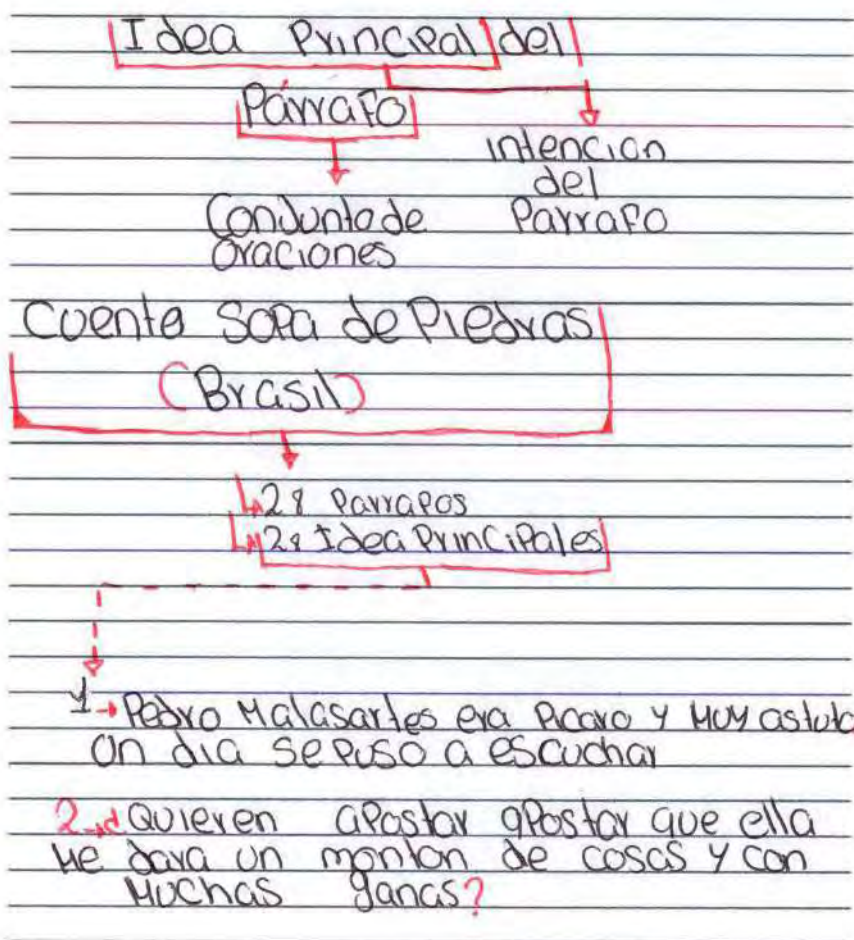 Idea Principal del
Párrafo
intencion
del
Parrafo
Conjunto de
Oraciones
Cuento Sopa de Piedras
(Brasil)
28 Parrafos
28 Idea Principales
1 Pedro Malasartes era Picaro y Muy astuto
Un dia se puso a escuchar
2 ¿Quieren apostar apostar que ella
Me dara un monton de cosas y con
Muchas ganas?